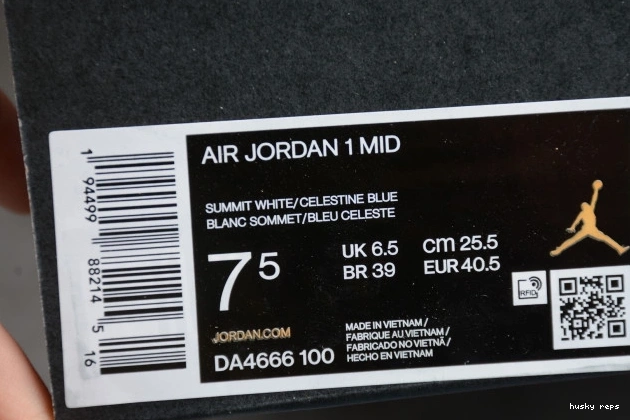 AIR JORDAN 1 MID
SUMMIT WHITE/CELESTINE BLUE
BLANC SOMMET/BLEU CELESTE
7 5
UK 6.5 cm 25.5
BR 39 EUR 40.5
RFID
JORDAN.COM
DA4666 100
MADE IN VIETNAM /
FABRIQUE AU VIETNAM /
FABRICADO NO VIETNÃ /
HECHO EN VIETNAM
1 94499 88214 5 16
husky reps